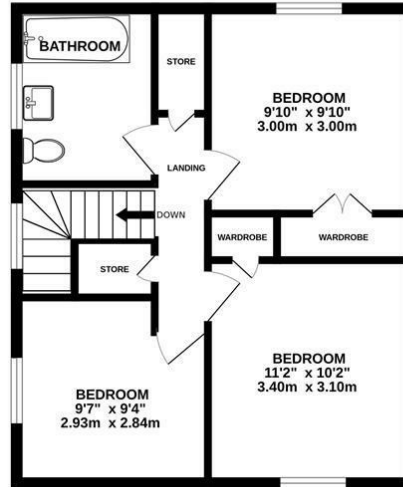 BATHROOM
STORE
BEDROOM
9'10" x 9'10"
3.00m x 3.00m
LANDING
DOWN
WARDROBE
WARDROBE
STORE
BEDROOM
11'2" x 10'2"
3.40m x 3.10m
BEDROOM
9'7" x 9'4"
2.93m x 2.84m